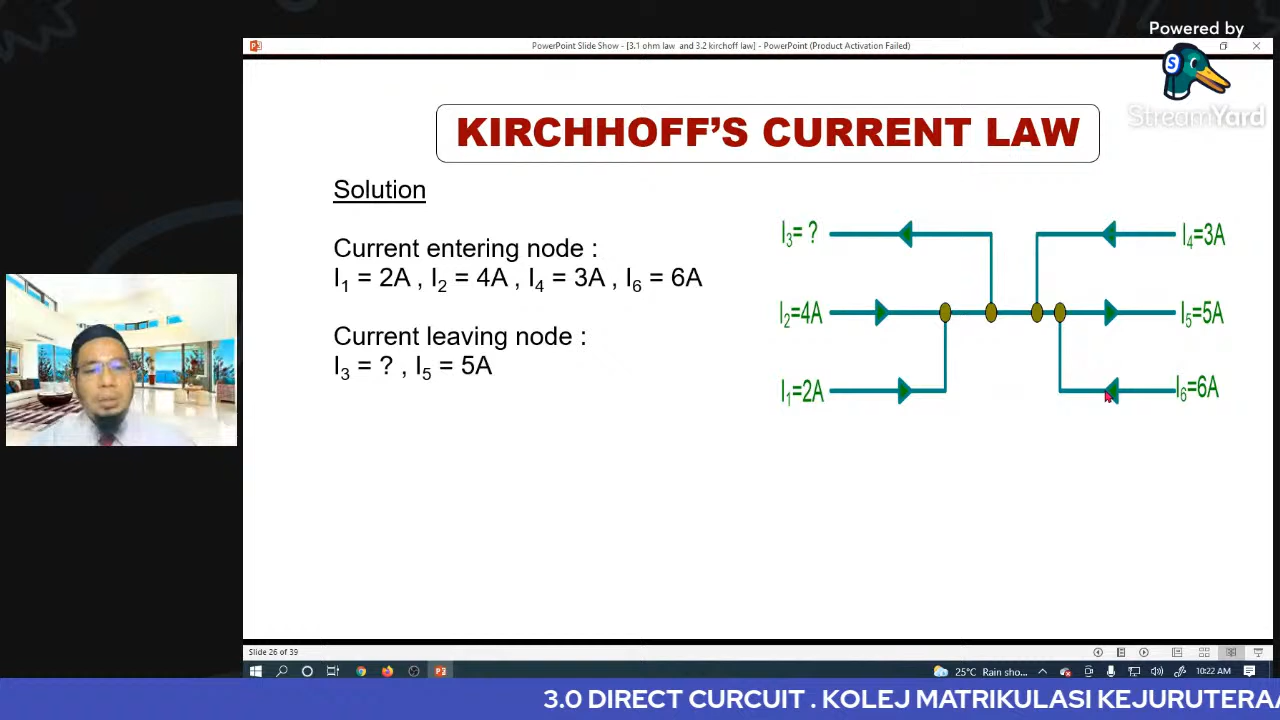 Powered by
StreamYard
PowerPoint Slide Show - [3.1 ohm law and 3.2 kirchoff law] - PowerPoint (Product Activation Failed)
KIRCHHOFF'S CURRENT LAW
Solution
Current entering node :
I1 = 2A , I2 = 4A , I4 = 3A , I6 = 6A
Current leaving node :
I3 = ? , I5 = 5A
I3= ?
I4=3A
I2=4A
I5=5A
I1=2A
I6=6A
Slide 26 of 39
25°C Rain sho...
10:22 AM
3.0 DIRECT CURCUIT . KOLEJ MATRIKULASI KEJURUTERAA